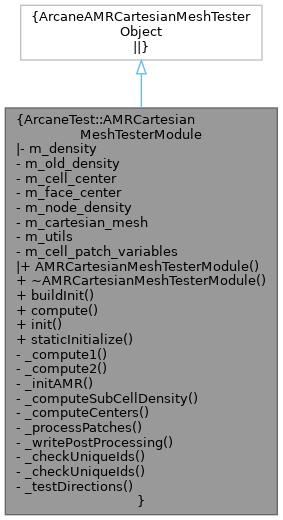 {ArcaneAMRCartesianMeshTester
Object
||}
{ArcaneTest::AMRCartesian
MeshTesterModule
|- m_density
- m_old_density
- m_cell_center
- m_face_center
- m_node_density
- m_cartesian_mesh
- m_utils
- m_cell_patch_variables
|+ AMRCartesianMeshTesterModule()
+ ~AMRCartesianMeshTesterModule()
+ buildInit()
+ compute()
+ init()
+ staticInitialize()
- _compute1()
- _compute2()
- _initAMR()
- _computeSubCellDensity()
- _computeCenters()
- _processPatches()
- _writePostProcessing()
- _checkUniqueIds()
- _checkUniqueIds()
- _testDirections()
}